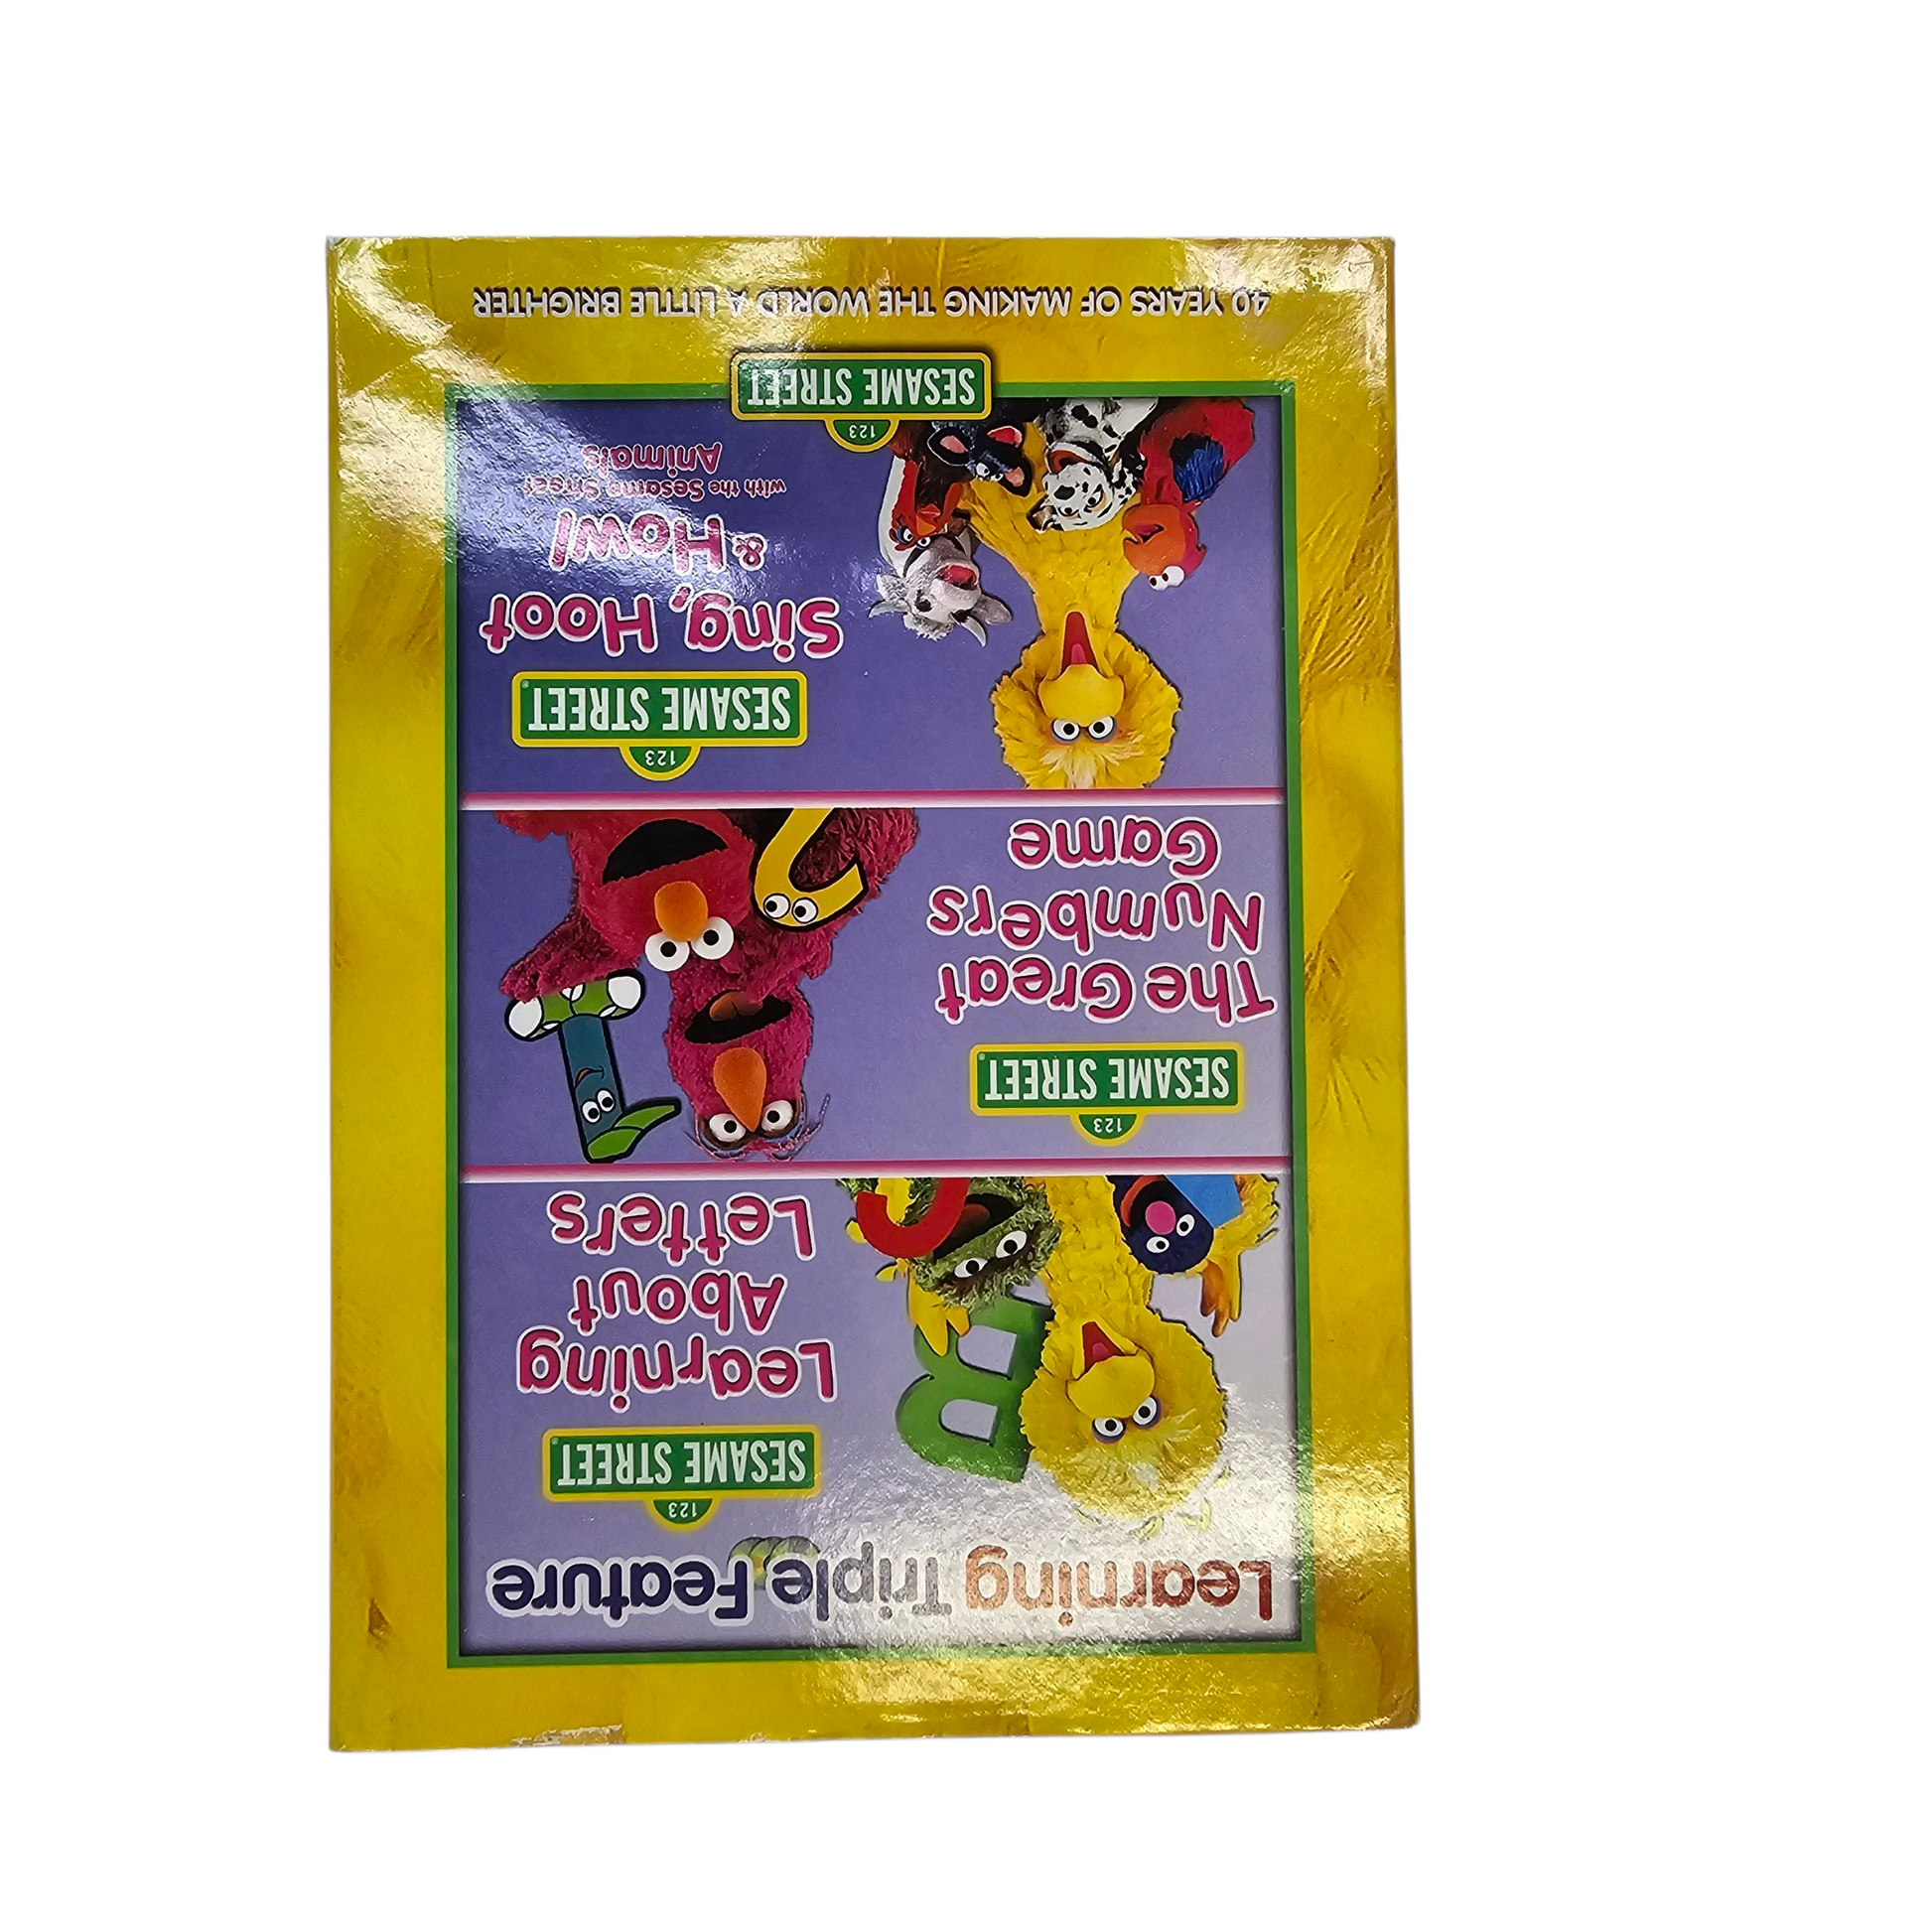 Learning Triple Feature
123
SESAME STREET
Learning
About
Letters
B
C
123
SESAME STREET
The Great
Numbers
Game
1
2
123
SESAME STREET
Sing, Hoot
& Howl
with the Sesame Street
Animals
123
SESAME STREET
40 YEARS OF MAKING THE WORLD A LITTLE BRIGHTER